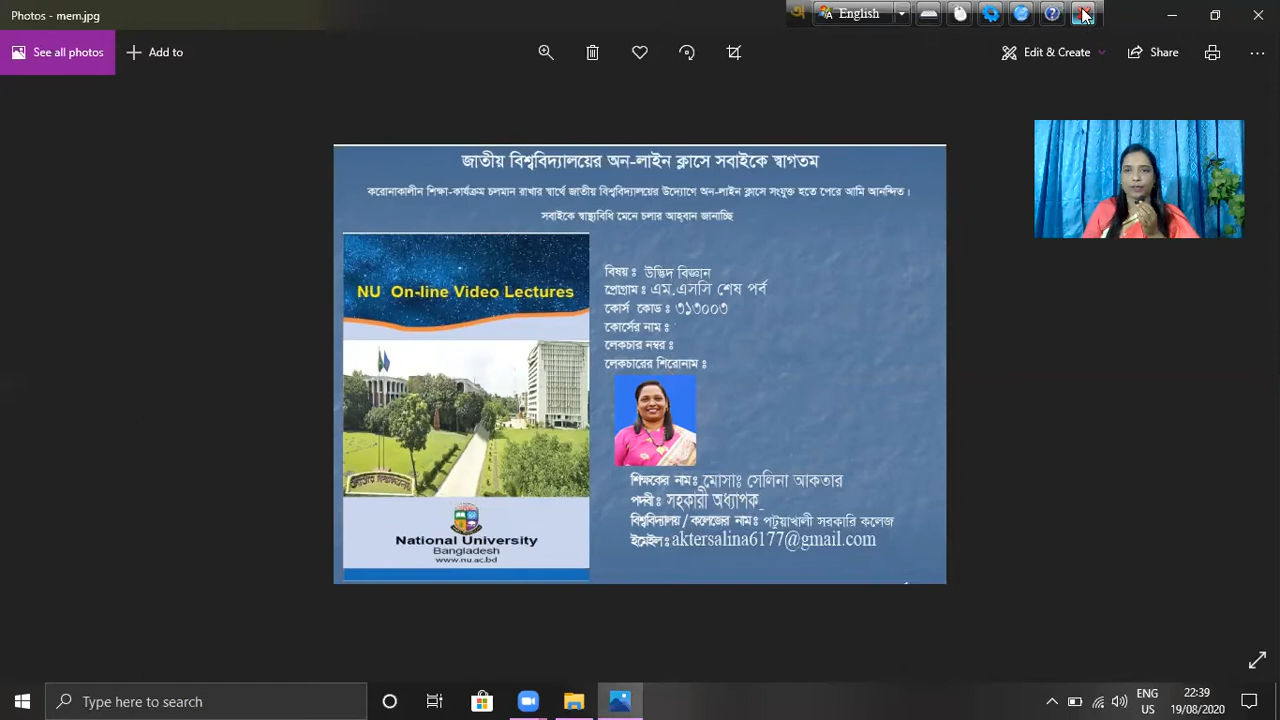 Photos - mem.jpg
অ
English
See all photos
Add to
Edit & Create
Share
জাতীয় বিশ্ববিদ্যালয়ের অন-লাইন ক্লাসে সবাইকে স্বাগতম
করোনাকালীন শিক্ষা-কার্যক্রম চলমান রাখার স্বার্থে জাতীয় বিশ্ববিদ্যালয়ের উদ্যোগে অন-লাইন ক্লাসে সংযুক্ত হতে পেরে আমি আনন্দিত।
সবাইকে স্বাস্থ্যবিধি মেনে চলার আহ্বান জানাচ্ছি
NU On-line Video Lectures
National University
Bangladesh
www.nu.ac.bd
বিষয় : উদ্ভিদ বিজ্ঞান
প্রোগ্রাম : এম.এসসি শেষ পর্ব
কোর্স কোড : ৩১৩০০৩
কোর্সের নাম :
লেকচার নম্বর :
লেকচারের শিরোনাম :
শিক্ষকের নাম : মোসাঃ সেলিনা আকতার
পদবী : সহকারী অধ্যাপক
বিশ্ববিদ্যালয় / কলেজের নাম : পটুয়াখালী সরকারি কলেজ
ইমেইল : aktersalina6177@gmail.com
Type here to search
ENG
US
22:39
19/08/2020